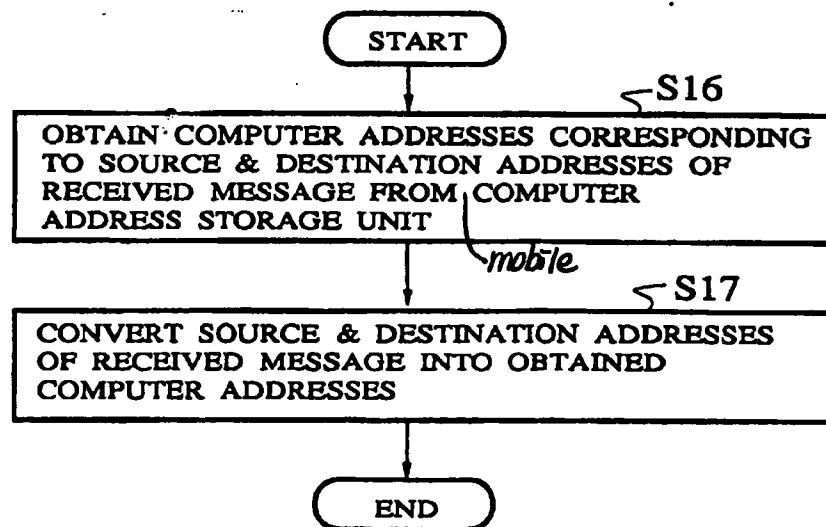 START
S16
OBTAIN COMPUTER ADDRESSES CORRESPONDING
TO SOURCE & DESTINATION ADDRESSES OF
RECEIVED MESSAGE FROM COMPUTER
ADDRESS STORAGE UNIT
mobile
S17
CONVERT SOURCE & DESTINATION ADDRESSES
OF RECEIVED MESSAGE INTO OBTAINED
COMPUTER ADDRESSES
END